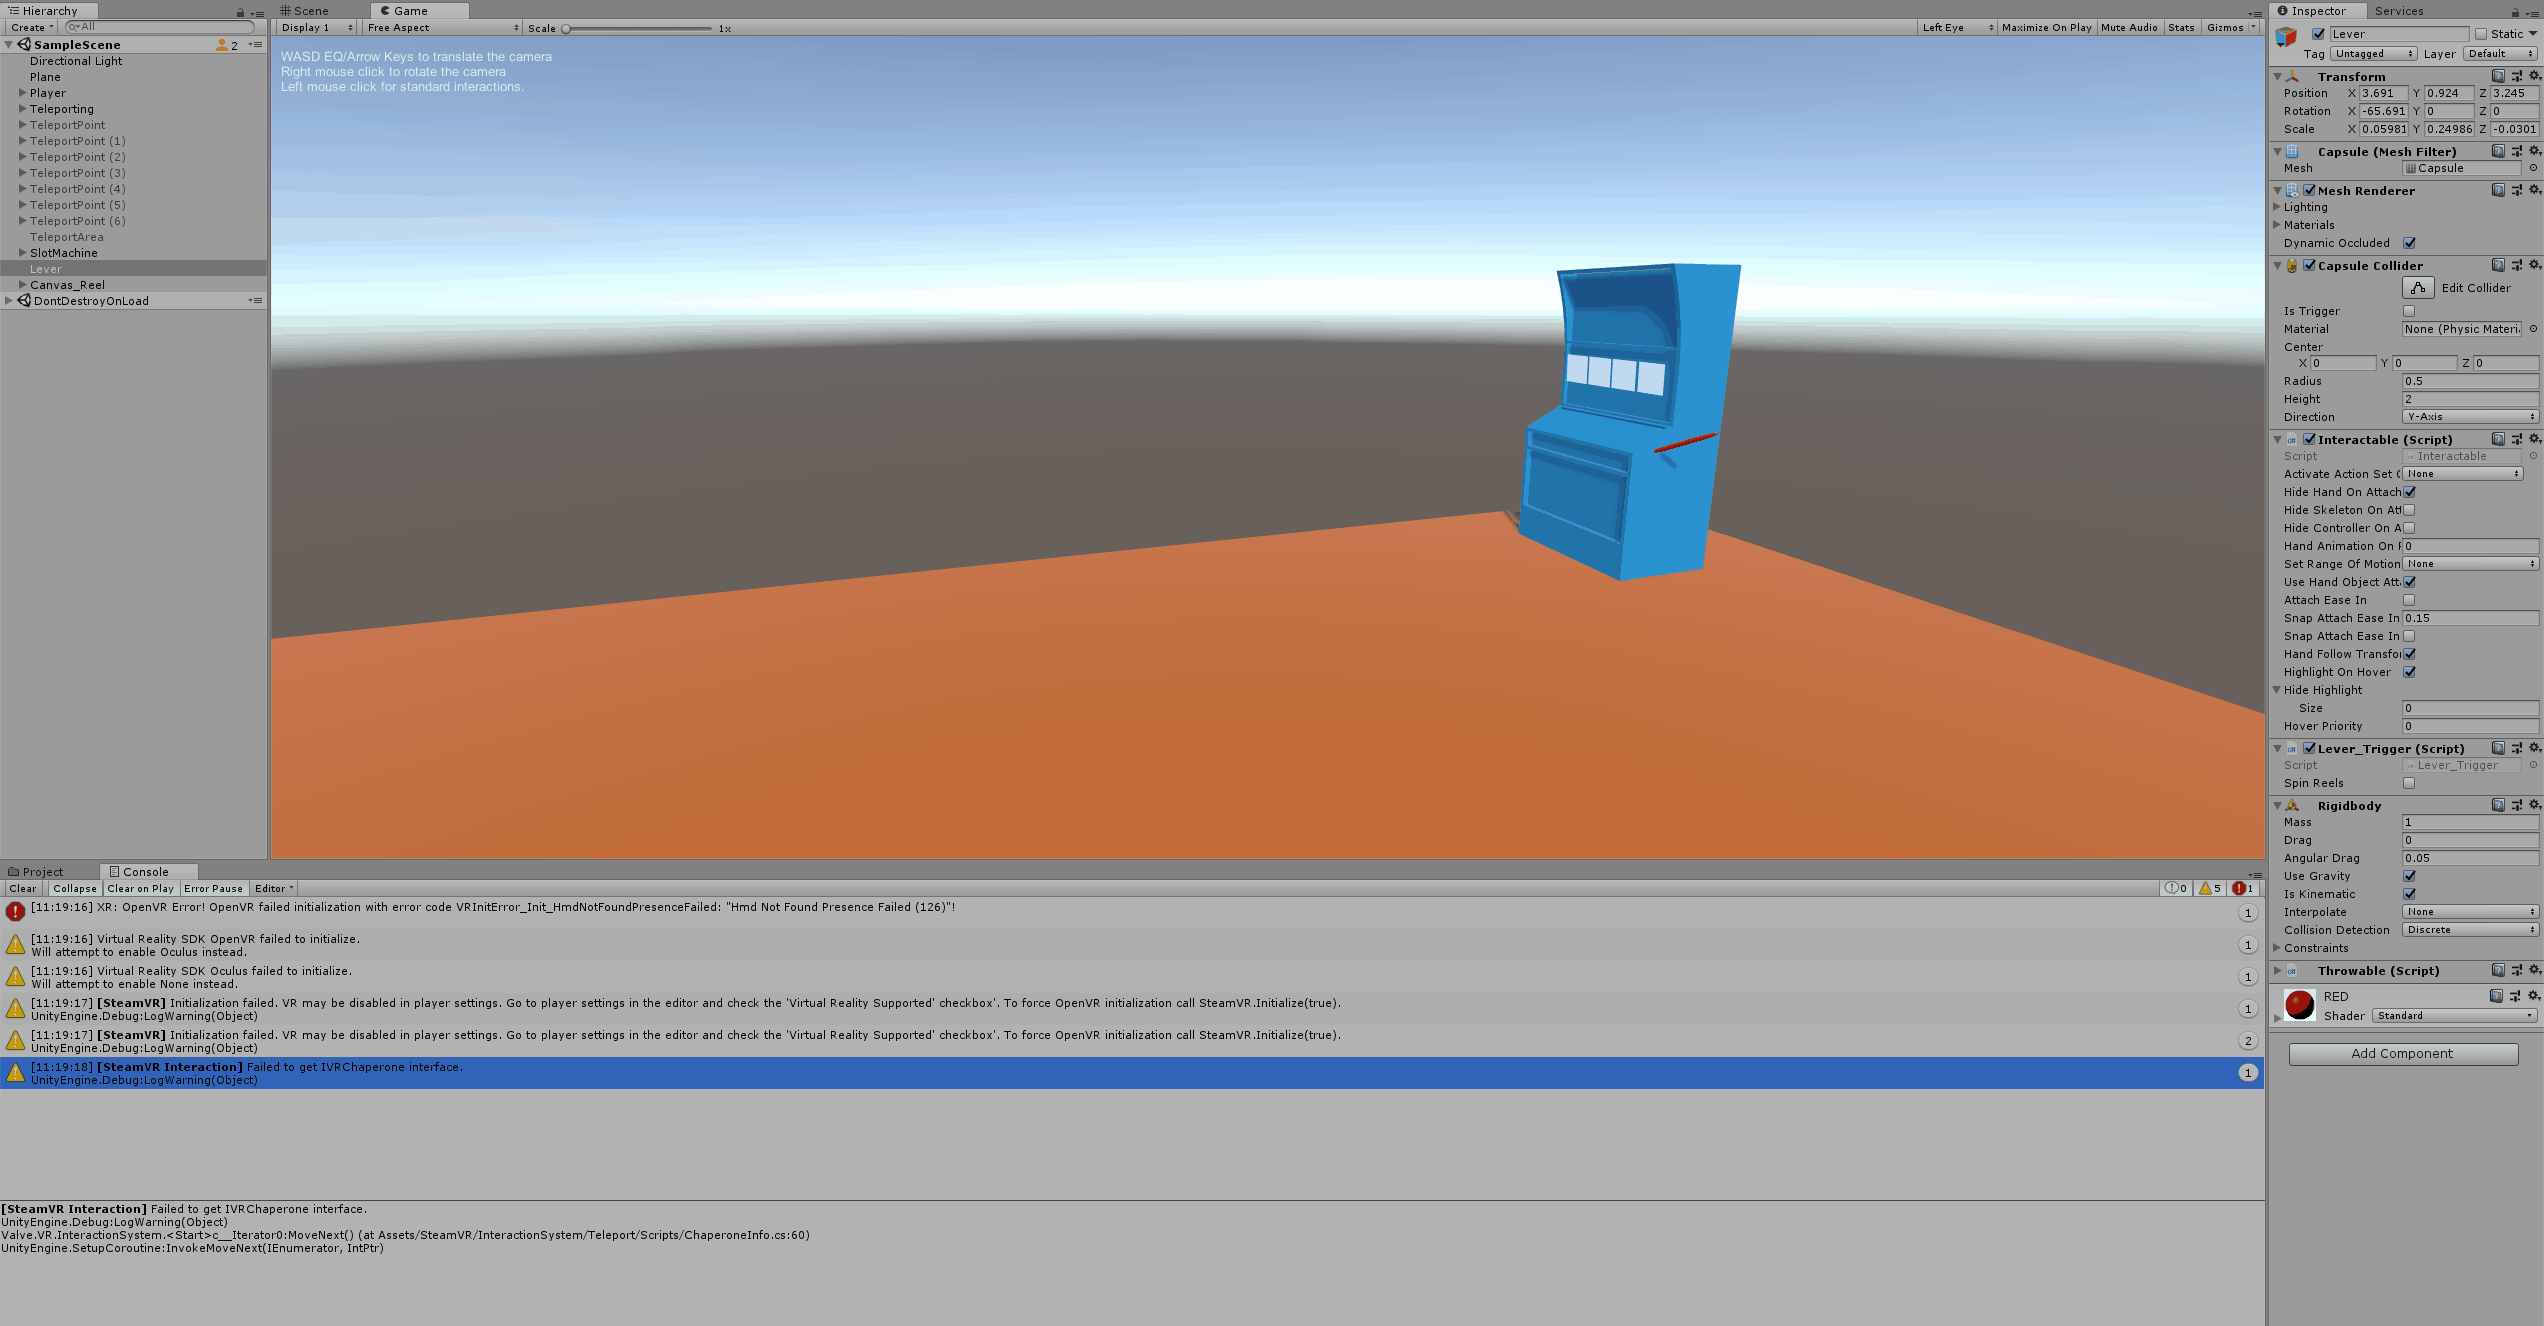 Hierarchy
Create
All
SampleScene
2
Directional Light
Plane
Player
Teleporting
TeleportPoint
TeleportPoint (1)
TeleportPoint (2)
TeleportPoint (3)
TeleportPoint (4)
TeleportPoint (5)
TeleportPoint (6)
TeleportArea
SlotMachine
Lever
Canvas_Reel
DontDestroyOnLoad
Scene
Game
Display 1
Free Aspect
Scale
1x
Left Eye
Maximize On Play
Mute Audio
Stats
Gizmos
WASD EQ/Arrow Keys to translate the camera
Right mouse click to rotate the camera
Left mouse click for standard interactions.
Project
Console
Clear
Collapse
Clear on Play
Error Pause
Editor
0
5
1
[11:19:16] XR: OpenVR Error! OpenVR failed initialization with error code VRInitError_Init_HmdNotFoundPresenceFailed: "Hmd Not Found Presence Failed (126)"!
1
[11:19:16] Virtual Reality SDK OpenVR failed to initialize.
Will attempt to enable Oculus instead.
1
[11:19:16] Virtual Reality SDK Oculus failed to initialize.
Will attempt to enable None instead.
1
[11:19:17] [SteamVR] Initialization failed. VR may be disabled in player settings. Go to player settings in the editor and check the 'Virtual Reality Supported' checkbox'. To force OpenVR initialization call SteamVR.Initialize(true).
UnityEngine.Debug:LogWarning(Object)
1
[11:19:17] [SteamVR] Initialization failed. VR may be disabled in player settings. Go to player settings in the editor and check the 'Virtual Reality Supported' checkbox'. To force OpenVR initialization call SteamVR.Initialize(true).
UnityEngine.Debug:LogWarning(Object)
2
[11:19:18] [SteamVR Interaction] Failed to get IVRChaperone interface.
UnityEngine.Debug:LogWarning(Object)
1
[SteamVR Interaction] Failed to get IVRChaperone interface.
UnityEngine.Debug:LogWarning(Object)
Valve.VR.InteractionSystem.<Start>c__Iterator0:MoveNext() (at Assets/SteamVR/InteractionSystem/Teleport/Scripts/ChaperoneInfo.cs:60)
UnityEngine.SetupCoroutine:InvokeMoveNext(IEnumerator, IntPtr)
Inspector
Services
Lever
Static
Tag Untagged Layer Default
Transform
Position X 3.691 Y 0.924 Z 3.245
Rotation X -65.691 Y 0 Z 0
Scale X 0.05981 Y 0.24986 Z -0.0301
Capsule (Mesh Filter)
Mesh Capsule
Mesh Renderer
Lighting
Materials
Dynamic Occluded
Capsule Collider
Edit Collider
Is Trigger
Material None (Physic Materi
Center
X 0 Y 0 Z 0
Radius 0.5
Height 2
Direction Y-Axis
Interactable (Script)
Script Interactable
Activate Action Set None
Hide Hand On Attach
Hide Skeleton On Att
Hide Controller On A
Hand Animation On 0
Set Range Of Motion None
Use Hand Object Att
Attach Ease In
Snap Attach Ease In 0.15
Snap Attach Ease In
Hand Follow Transfo
Highlight On Hover
Hide Highlight
Size 0
Hover Priority 0
Lever_Trigger (Script)
Script Lever_Trigger
Spin Reels
Rigidbody
Mass 1
Drag 0
Angular Drag 0.05
Use Gravity
Is Kinematic
Interpolate None
Collision Detection Discrete
Constraints
Throwable (Script)
RED
Shader Standard
Add Component